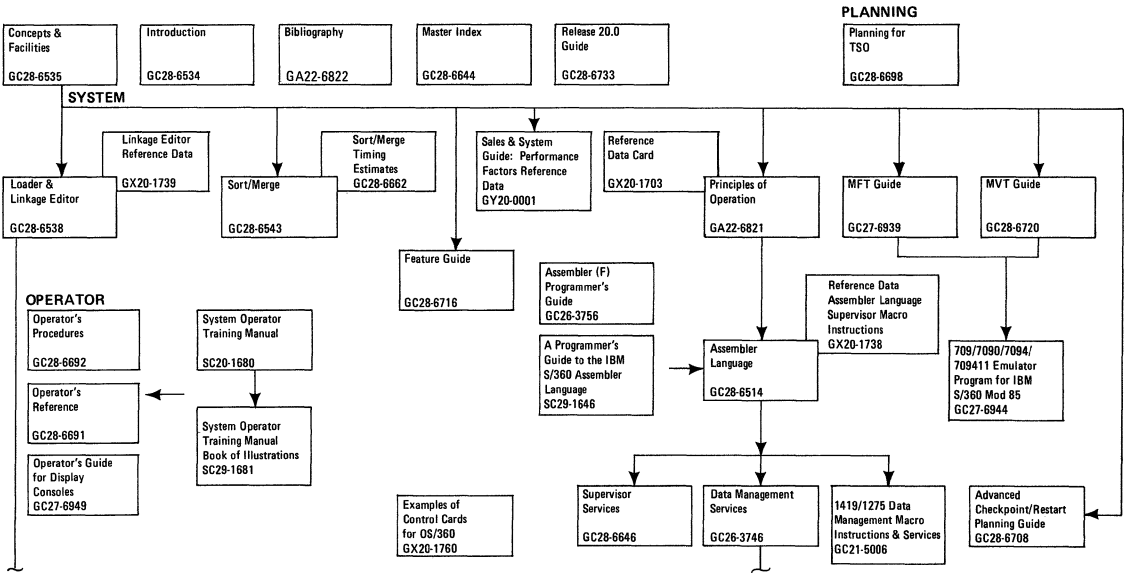 PLANNING
Concepts &
Facilities
GC28-6535
Introduction
GC28-6534
Bibliography
GA22-6822
Master Index
GC28-6644
Release 20.0
Guide
GC28-6733
Planning for
TSO
GC28-6698
SYSTEM
Linkage Editor
Reference Data
GX20-1739
Loader &
Linkage Editor
GC28-6538
Sort/Merge
Timing
Estimates
GC28-6662
Sort/Merge
GC28-6543
Sales & System
Guide: Performance
Factors Reference
Data
GY20-0001
Reference
Data Card
GX20-1703
Principles of
Operation
GA22-6821
MFT Guide
GC27-6939
MVT Guide
GC28-6720
Feature Guide
GC28-6716
Assembler (F)
Programmer's
Guide
GC26-3756
Reference Data
Assembler Language
Supervisor Macro
Instructions
GX20-1738
OPERATOR
Operator's
Procedures
GC28-6692
System Operator
Training Manual
SC20-1680
A Programmer's
Guide to the IBM
S/360 Assembler
Language
SC29-1646
Assembler
Language
GC28-6514
709/7090/7094/
709411 Emulator
Program for IBM
S/360 Mod 85
GC27-6944
Operator's
Reference
GC28-6691
System Operator
Training Manual
Book of Illustrations
SC29-1681
Operator's Guide
for Display
Consoles
GC27-6949
Examples of
Control Cards
for OS/360
GX20-1760
Supervisor
Services
GC28-6646
Data Management
Services
GC26-3746
1419/1275 Data
Management Macro
Instructions & Services
GC21-5006
Advanced
Checkpoint/Restart
Planning Guide
GC28-6708